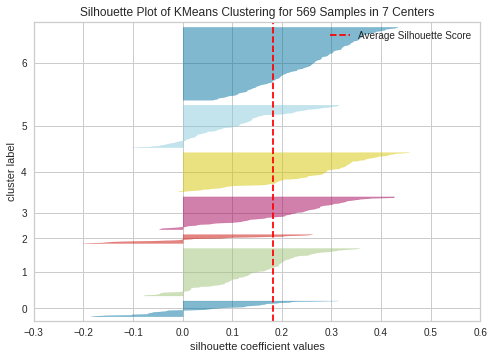 Silhouette Plot of KMeans Clustering for 569 Samples in 7 Centers
Average Silhouette Score
cluster label
6
5
4
3
2
1
0
−0.3 −0.2 −0.1 0.0 0.1 0.2 0.3 0.4 0.5 0.6
silhouette coefficient values